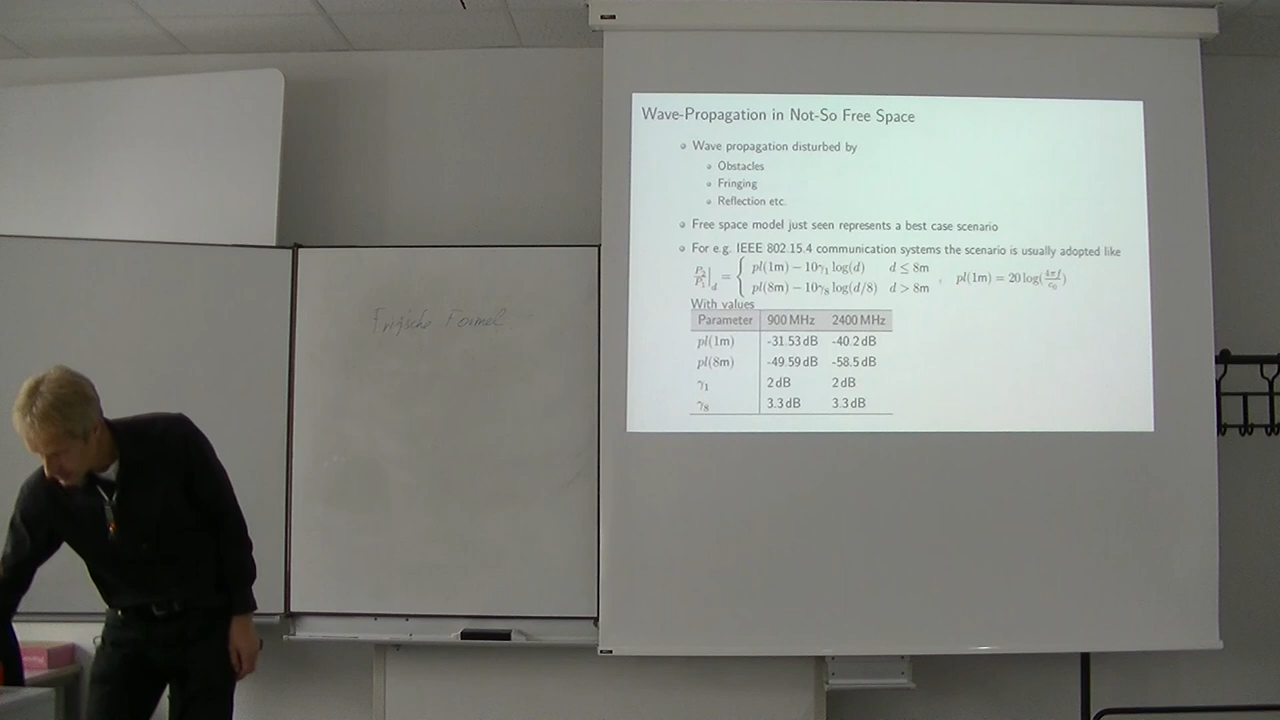 Wave-Propagation in Not-So Free Space
Wave propagation disturbed by
Obstacles
Fringing
Reflection etc.
Free space model just seen represents a best case scenario
For e.g. IEEE 802.15.4 communication systems the scenario is usually adopted like
P₂/P₁|d = { pl(1m) − 10γ₁ log(d) d ≤ 8m
pl(8m) − 10γ₈ log(d/8) d > 8m , pl(1m) = 20 log(4πf/c₀)
With values
Parameter 900 MHz 2400 MHz
pl(1m) -31.53 dB -40.2 dB
pl(8m) -49.59 dB -58.5 dB
γ₁ 2 dB 2 dB
γ₈ 3.3 dB 3.3 dB
Formel